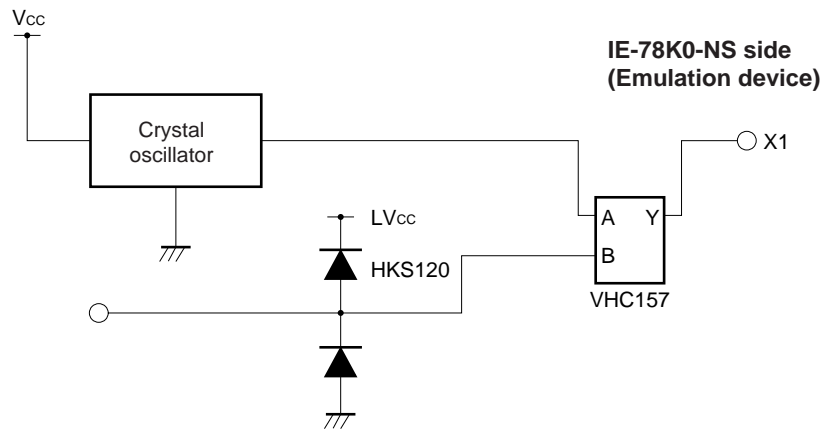 Vcc
IE-78K0-NS side
(Emulation device)
Crystal
oscillator
X1
LVcc
A Y
HKS120
B
VHC157